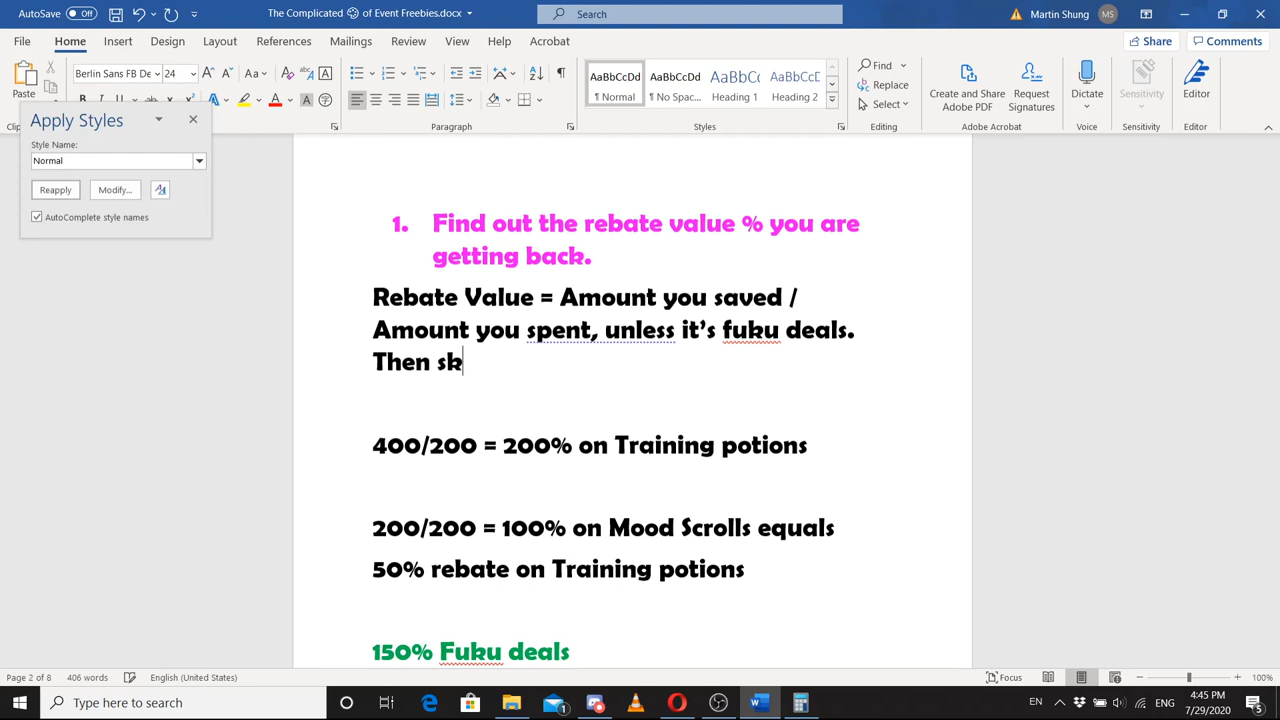 AutoSave Off The Complicated of Freebies.d... Search Martin Shung MS
File Home Insert Design Layout References Mailings Review View Help Acrobat Share Comments
Paste Berlin Sans FB De 24 AaBbCcDd AaBbCcDd AaBbCc AaBbCcD Find Replace Select Create and Share Adobe PDF Request Signatures Dictate Sensitivity Editor
¶ Normal ¶ No Spac... Heading 1 Heading 2
Paragraph Styles Editing Adobe Acrobat Voice Sensitivity Editor
Apply Styles
Style Name:
Normal
Reapply Modify...
AutoComplete style names
1. Find out the rebate value % you are
getting back.
Rebate Value = Amount you saved /
Amount you spent, unless it’s fuku deals.
Then sk
400/200 = 200% on Training potions
200/200 = 100% on Mood Scrolls equals
50% rebate on Training potions
150% Fuku deals
Page 2 of 8 406 words English (United States) Focus 100%
Type here to search EN 4:45 PM
7/29/2020 5